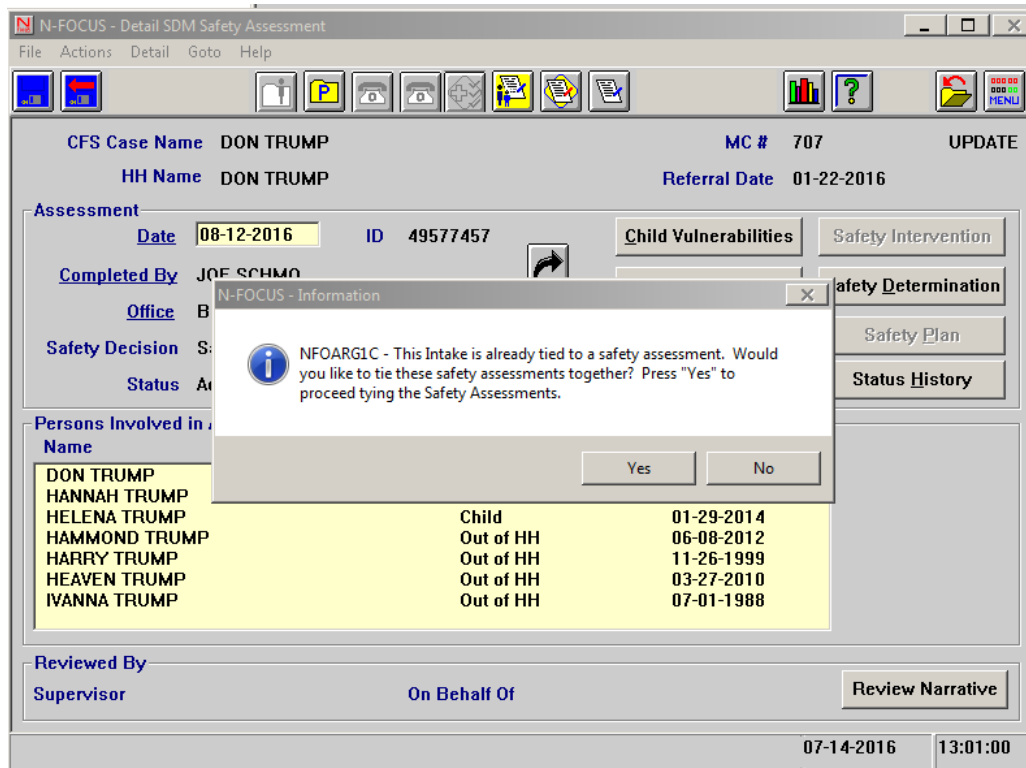 N-FOCUS - Detail SDM Safety Assessment
File Actions Detail Goto Help
P
?
MENU
CFS Case Name DON TRUMP MC # 707 UPDATE
HH Name DON TRUMP Referral Date 01-22-2016
Assessment
Date 08-12-2016 ID 49577457 Child Vulnerabilities Safety Intervention
Completed By JOE SCHMO afety Determination
Office B
Safety Plan
Safety Decision S
Status A Status History
N-FOCUS - Information
NFOARG1C - This Intake is already tied to a safety assessment. Would
you like to tie these safety assessments together? Press "Yes" to
proceed tying the Safety Assessments.
Yes No
Persons Involved in
Name
DON TRUMP
HANNAH TRUMP
HELENA TRUMP Child 01-29-2014
HAMMOND TRUMP Out of HH 06-08-2012
HARRY TRUMP Out of HH 11-26-1999
HEAVEN TRUMP Out of HH 03-27-2010
IVANNA TRUMP Out of HH 07-01-1988
Reviewed By
Supervisor On Behalf Of Review Narrative
07-14-2016 13:01:00